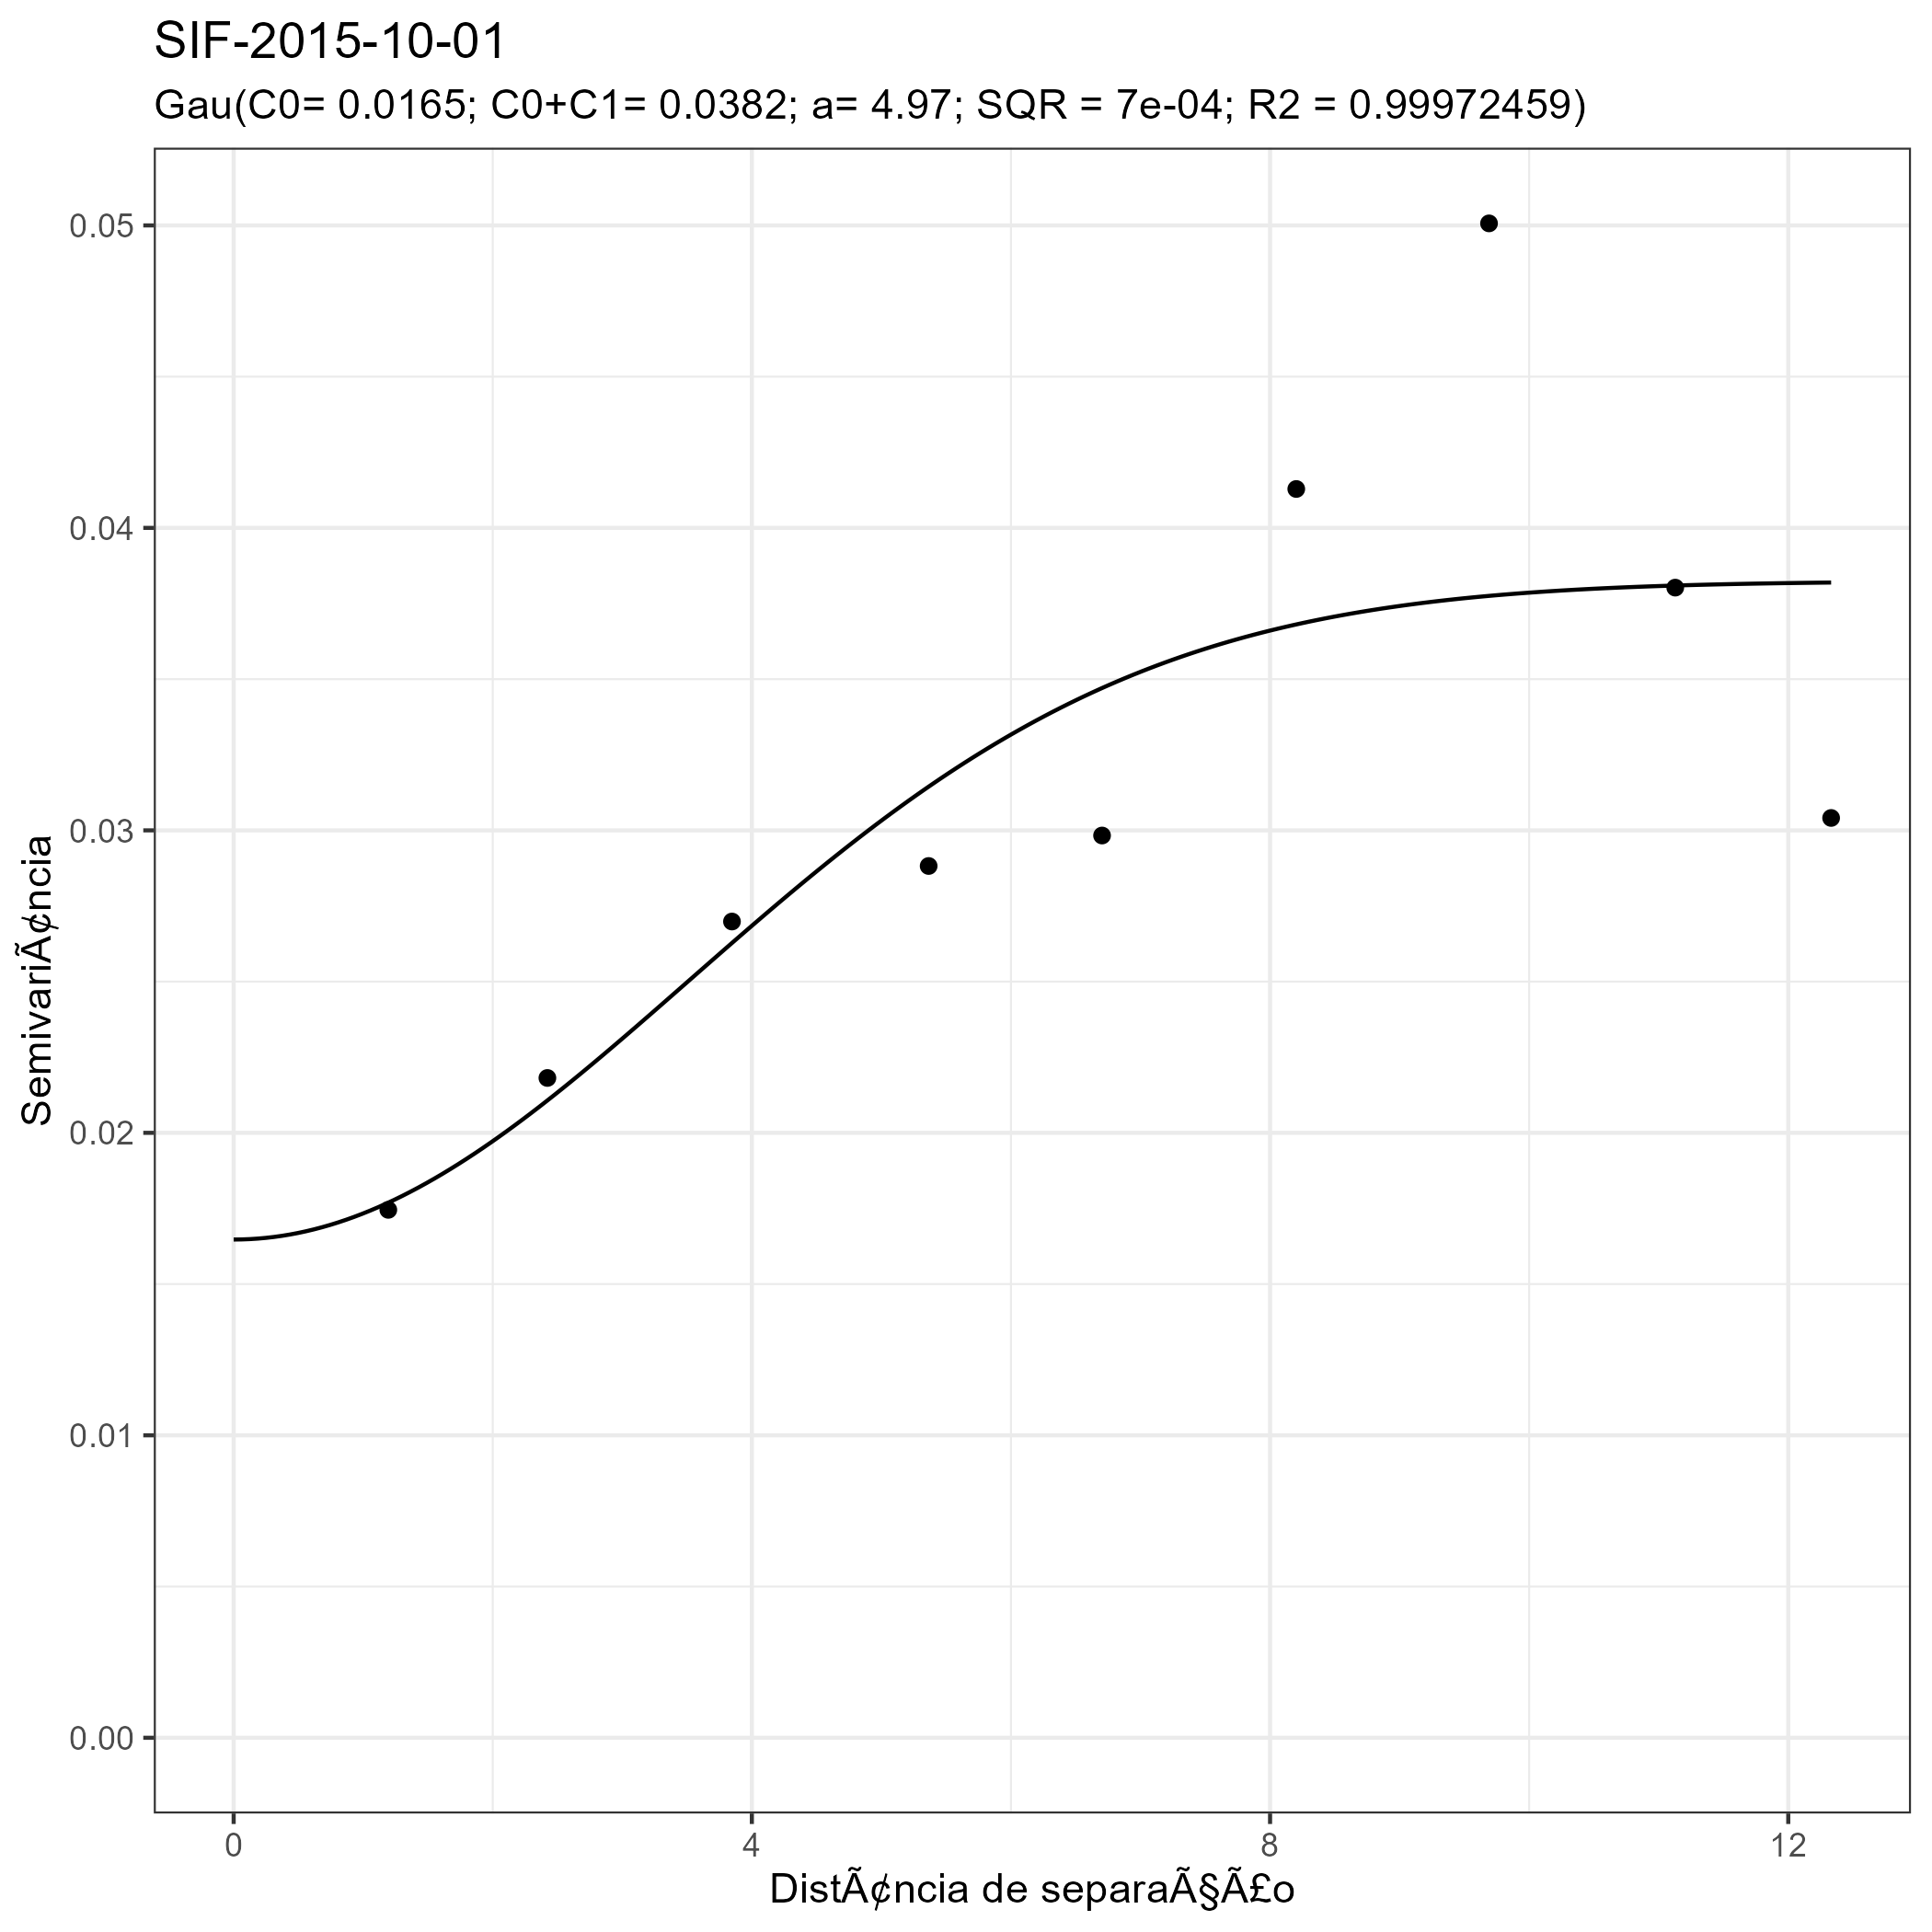 SIF-2015-10-01
Gau(C0= 0.0165; C0+C1= 0.0382; a= 4.97; SQR = 7e-04; R2 = 0.99972459)
SemivariÃ¢ncia
0.05
0.04
0.03
0.02
0.01
0.00
0 4 8 12
DistÃ¢ncia de separaÃ§Ã£o